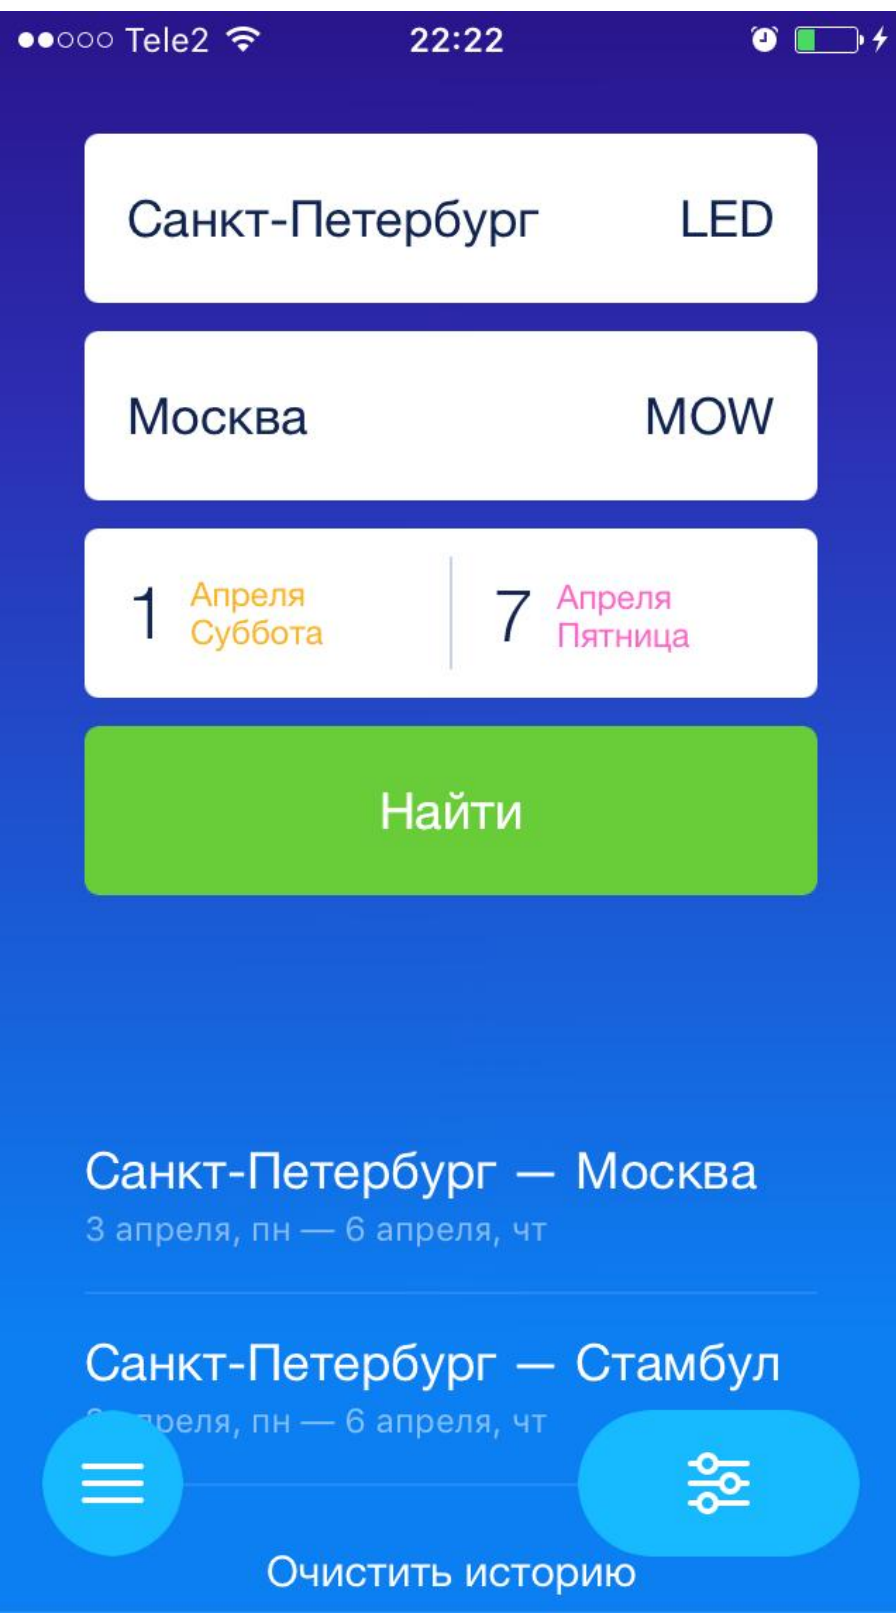 Tele2 22:22
Санкт-Петербург LED
Москва MOW
1 Апреля Суббота
7 Апреля Пятница
Найти
Санкт-Петербург — Москва
3 апреля, пн — 6 апреля, чт
Санкт-Петербург — Стамбул
апреля, пн — 6 апреля, чт
Очистить историю